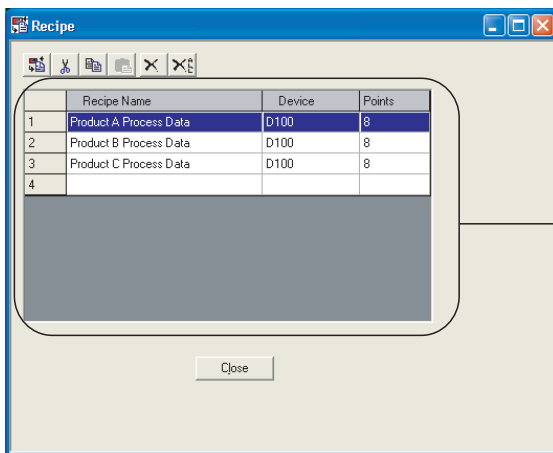 Recipe
Recipe Name Device Points
1 Product A Process Data D100 8
2 Product B Process Data D100 8
3 Product C Process Data D100 8
4
Close